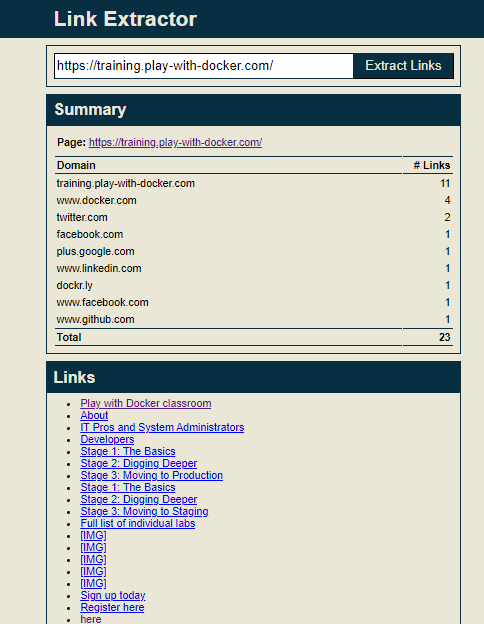 Link Extractor
https://training.play-with-docker.com/ Extract Links
Summary
Page: https://training.play-with-docker.com/
Domain # Links
training.play-with-docker.com 11
www.docker.com 4
twitter.com 2
facebook.com 1
plus.google.com 1
www.linkedin.com 1
dockr.ly 1
www.facebook.com 1
www.github.com 1
Total 23
Links
Play with Docker classroom
About
IT Pros and System Administrators
Developers
Stage 1: The Basics
Stage 2: Digging Deeper
Stage 3: Moving to Production
Stage 1: The Basics
Stage 2: Digging Deeper
Stage 3: Moving to Staging
Full list of individual labs
[IMG]
[IMG]
[IMG]
[IMG]
[IMG]
Sign up today
Register here
here